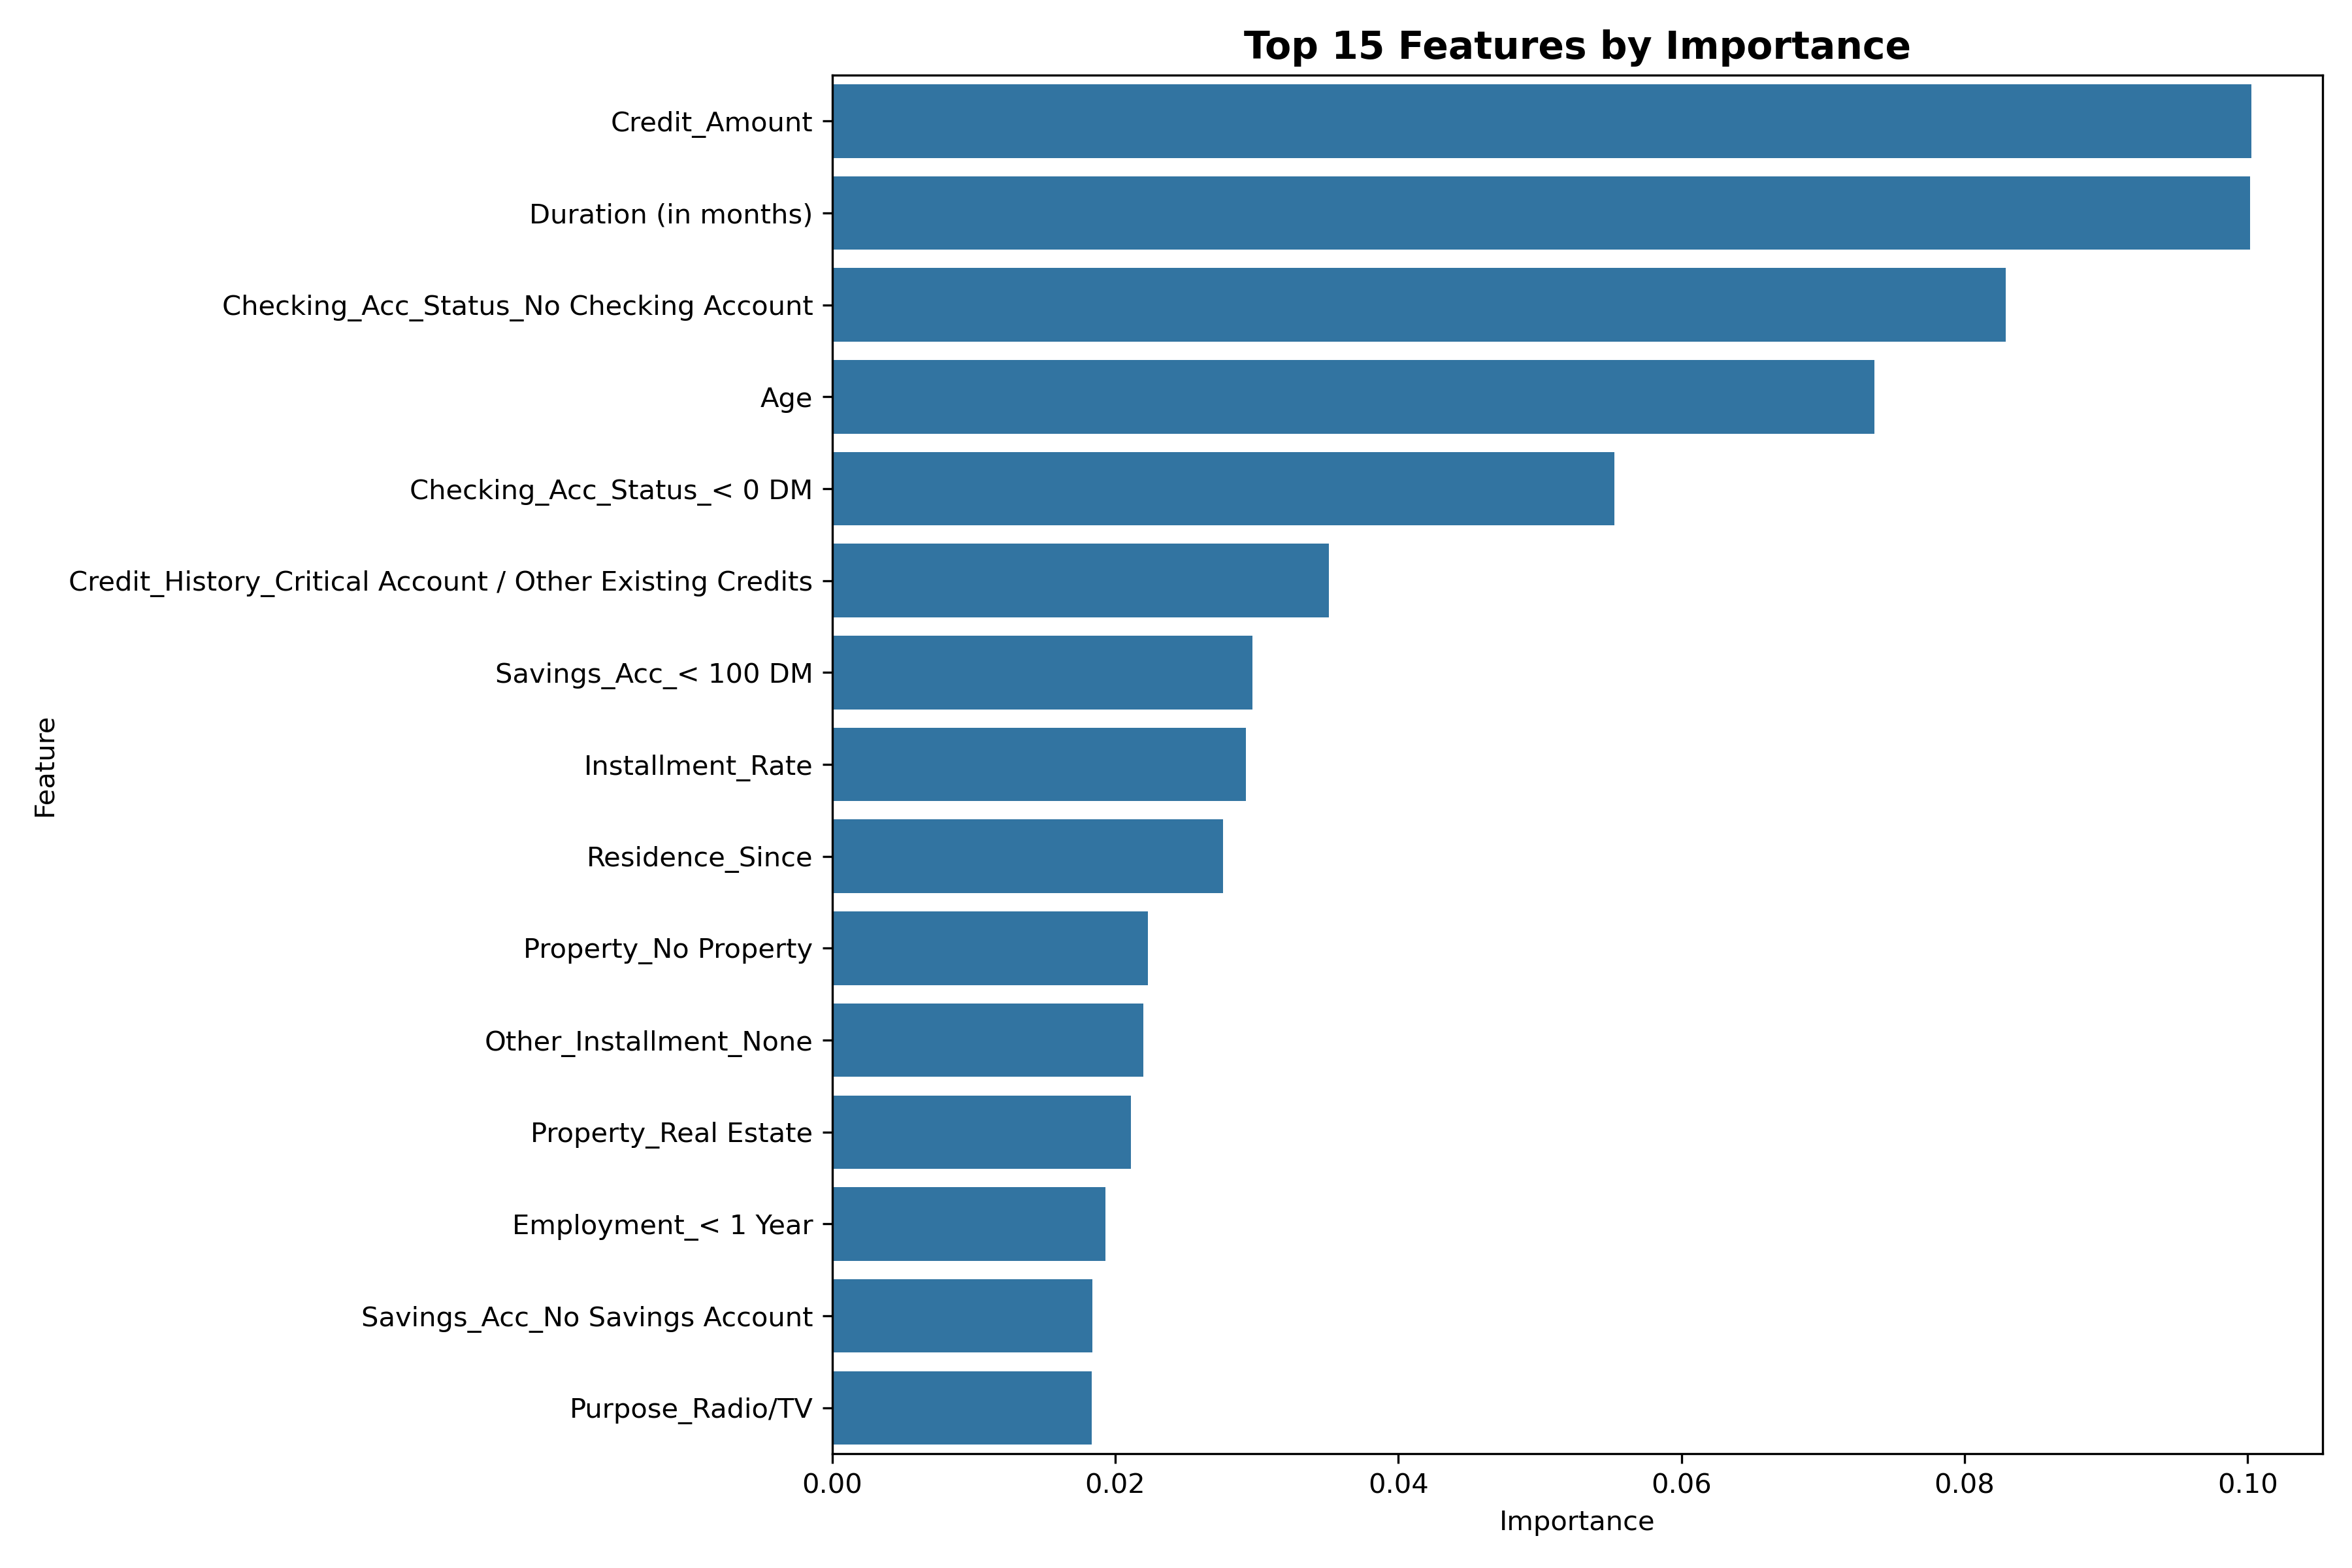 Top 15 Features by Importance
Credit_Amount
Duration (in months)
Checking_Acc_Status_No Checking Account
Age
Checking_Acc_Status_< 0 DM
Credit_History_Critical Account / Other Existing Credits
Savings_Acc_< 100 DM
Installment_Rate
Residence_Since
Property_No Property
Other_Installment_None
Property_Real Estate
Employment_< 1 Year
Savings_Acc_No Savings Account
Purpose_Radio/TV
Feature
0.00 0.02 0.04 0.06 0.08 0.10
Importance